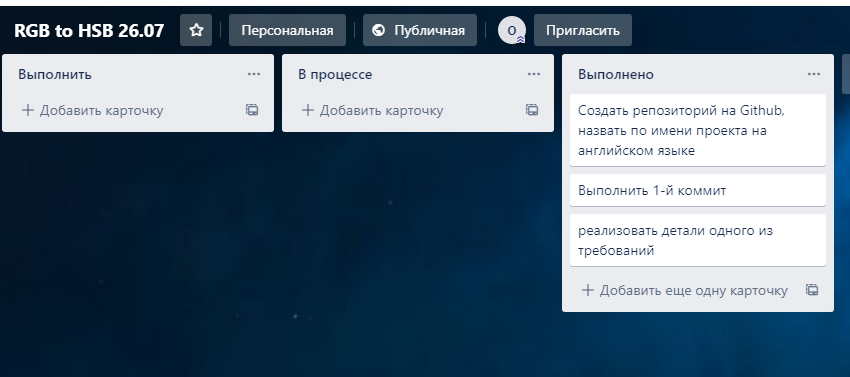 RGB to HSB 26.07
Персональная
Публичная
О
Пригласить
Выполнить
Добавить карточку
В процессе
Добавить карточку
Выполнено
Создать репозиторий на Github,
назвать по имени проекта на
английском языке
Выполнить 1-й коммит
реализовать детали одного из
требований
Добавить еще одну карточку